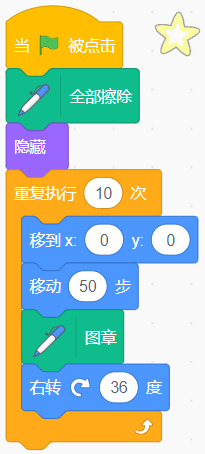 当 被点击
全部擦除
隐藏
重复执行 10 次
移到 x: 0 y: 0
移动 50 步
图章
右转 36 度